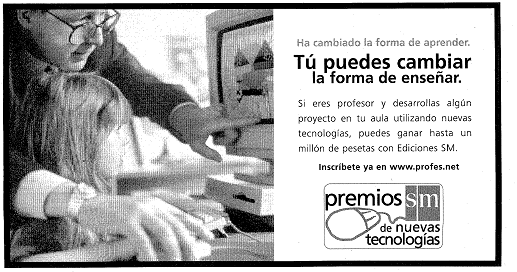 Ha cambiado la forma de aprender.
Tú puedes cambiar
la forma de enseñar.
Si eres profesor y desarrollas algún
proyecto en tu aula utilizando nuevas
tecnologías, puedes ganar hasta un
millón de pesetas con Ediciones SM.
Inscríbete ya en www.profes.net
premios sm
de nuevas
tecnologías